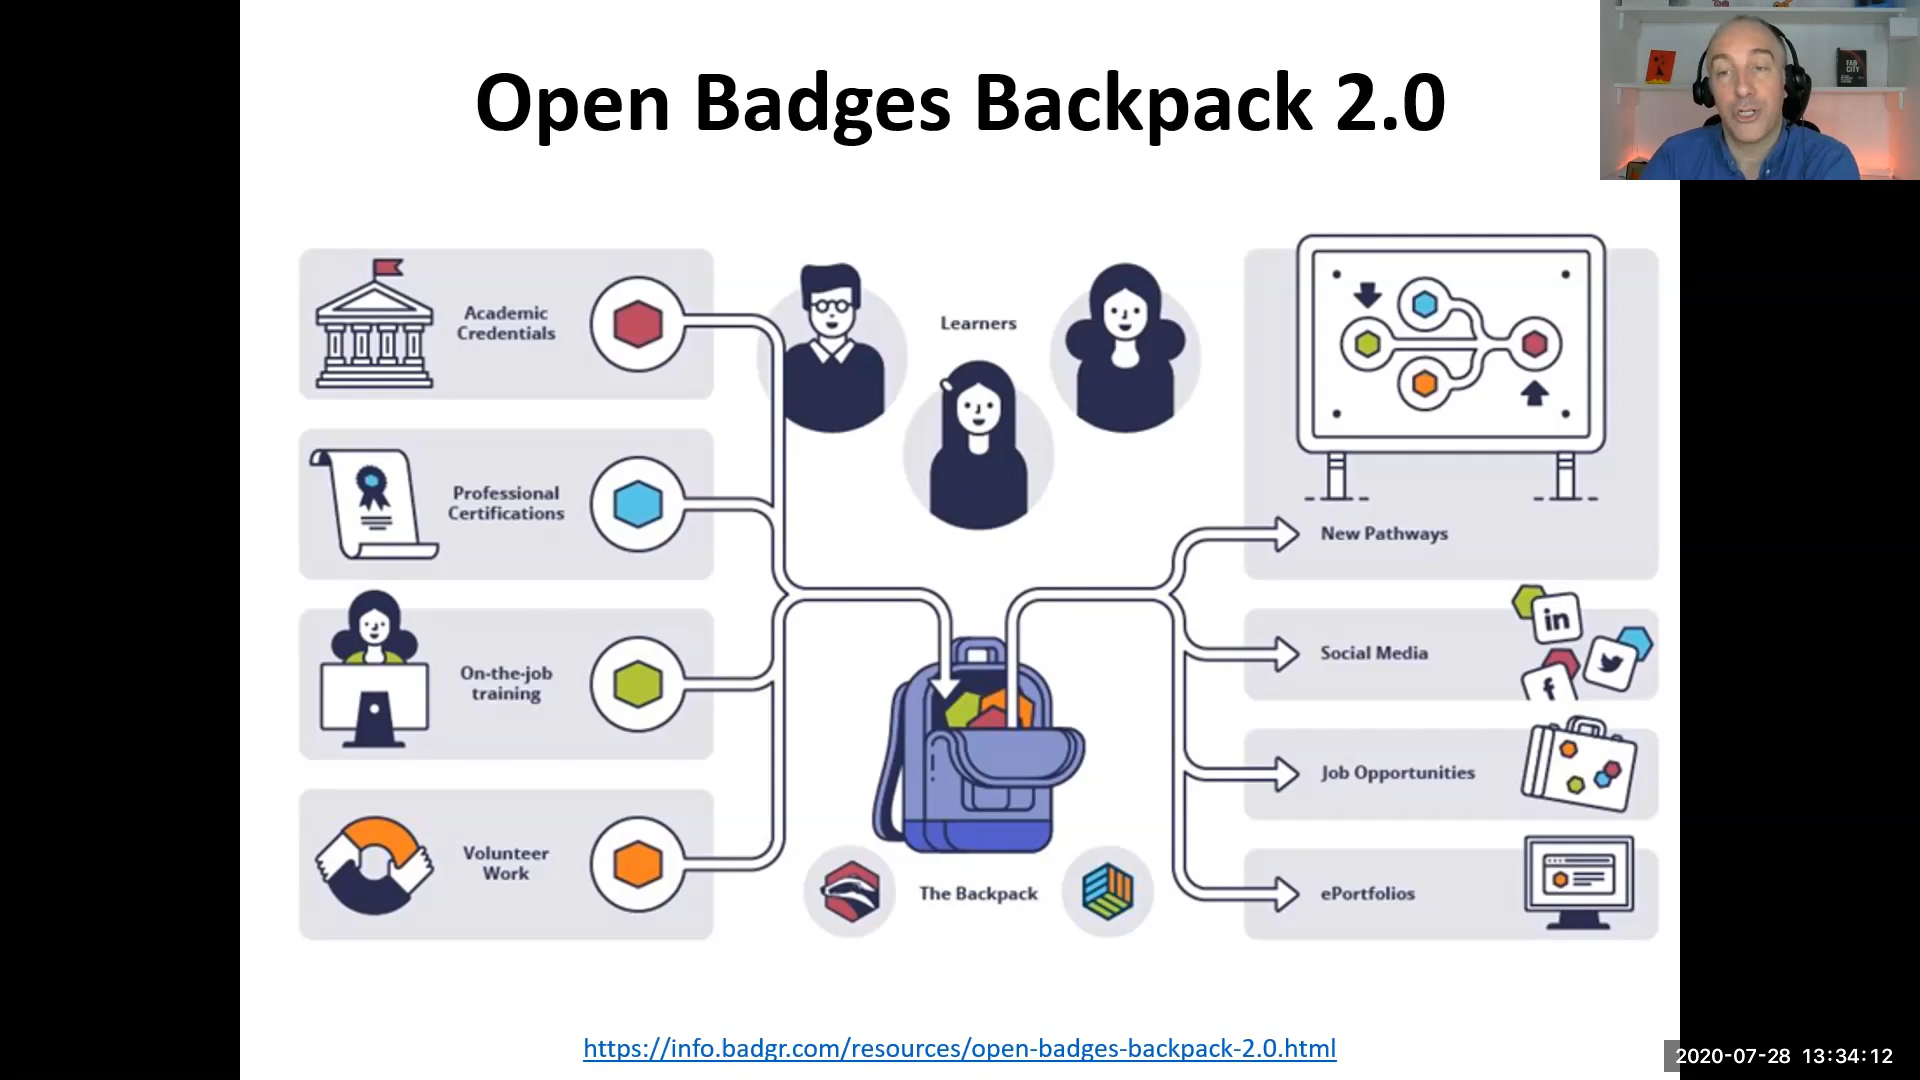 Open Badges Backpack 2.0
FAB
CITY
Academic
Credentials
Learners
Professional
Certifications
New Pathways
On-the-job
training
Social Media
in
f
Job Opportunities
Volunteer
Work
The Backpack
ePortfolios
https://info.badgr.com/resources/open-badges-backpack-2.0.html
2020-07-28 13:34:12